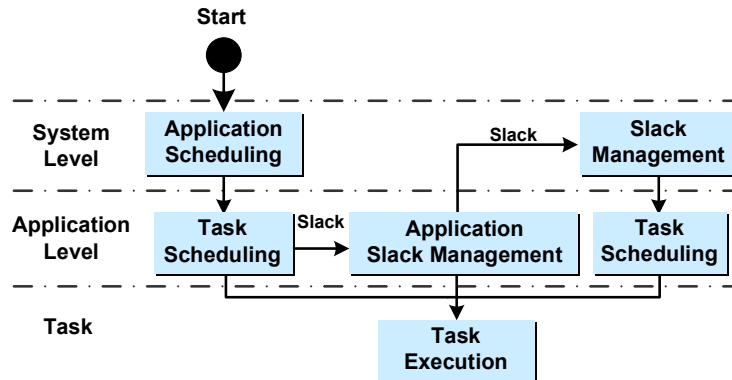 Start
System
Level
Application
Scheduling
Slack
Slack
Management
Application
Level
Task
Scheduling
Slack
Application
Slack Management
Task
Scheduling
Task
Task
Execution